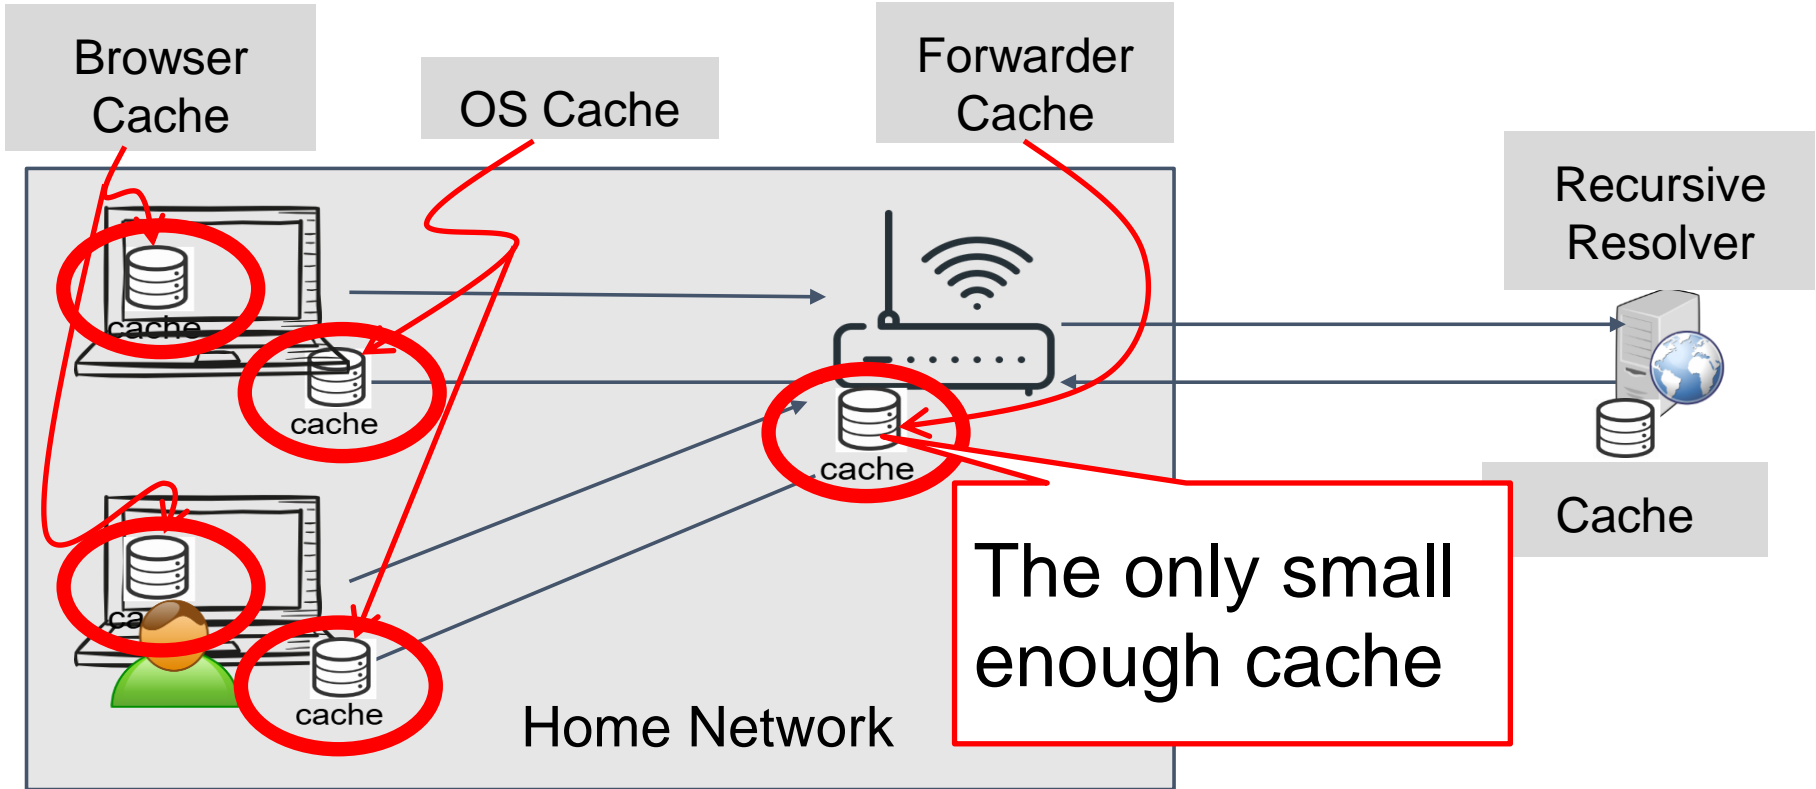 Browser
Cache
OS Cache
Forwarder
Cache
Recursive
Resolver
cache
cache
cache
Cache
The only small
enough cache
ca
cache
Home Network